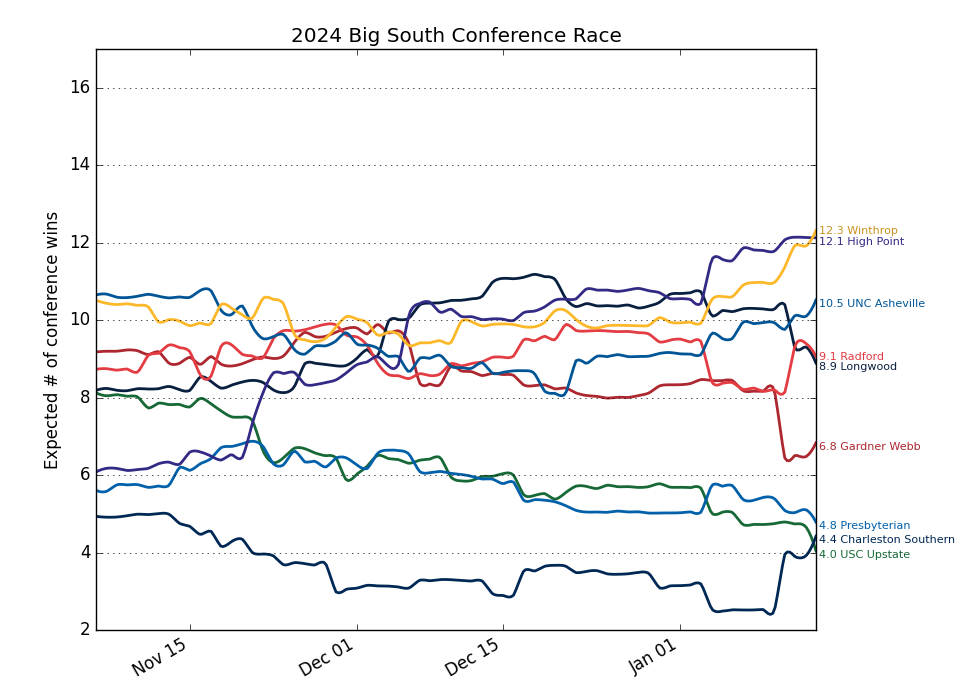 2024 Big South Conference Race
Expected # of conference wins
16
14
12
10
8
6
4
2
12.3 Winthrop
12.1 High Point
10.5 UNC Asheville
9.1 Radford
8.9 Longwood
6.8 Gardner Webb
4.8 Presbyterian
4.4 Charleston Southern
4.0 USC Upstate
Nov 15
Dec 01
Dec 15
Jan 01